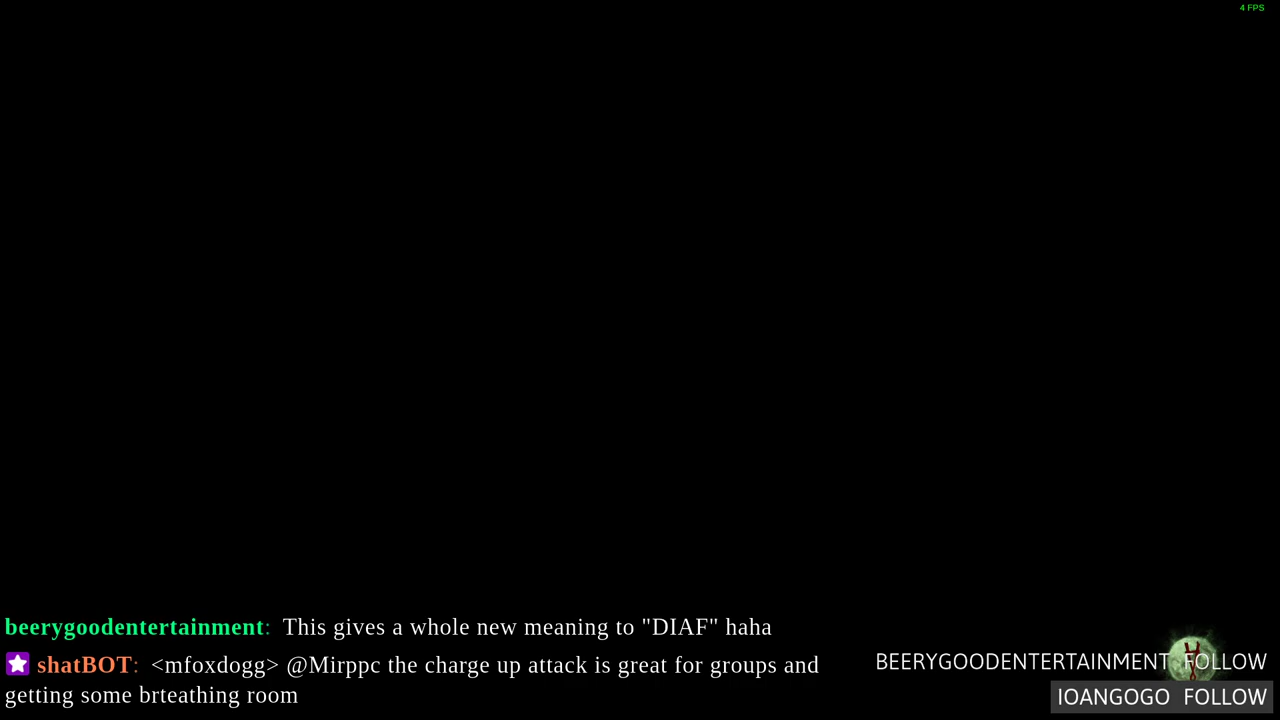 4 FPS
beerygoodentertainment: This gives a whole new meaning to "DIAF" haha
shatBOT: <mfoxdogg> @Mirppc the charge up attack is great for groups and
getting some brteathing room
BEERYGOODENTERTAINMENT FOLLOW
IOANGOGO FOLLOW